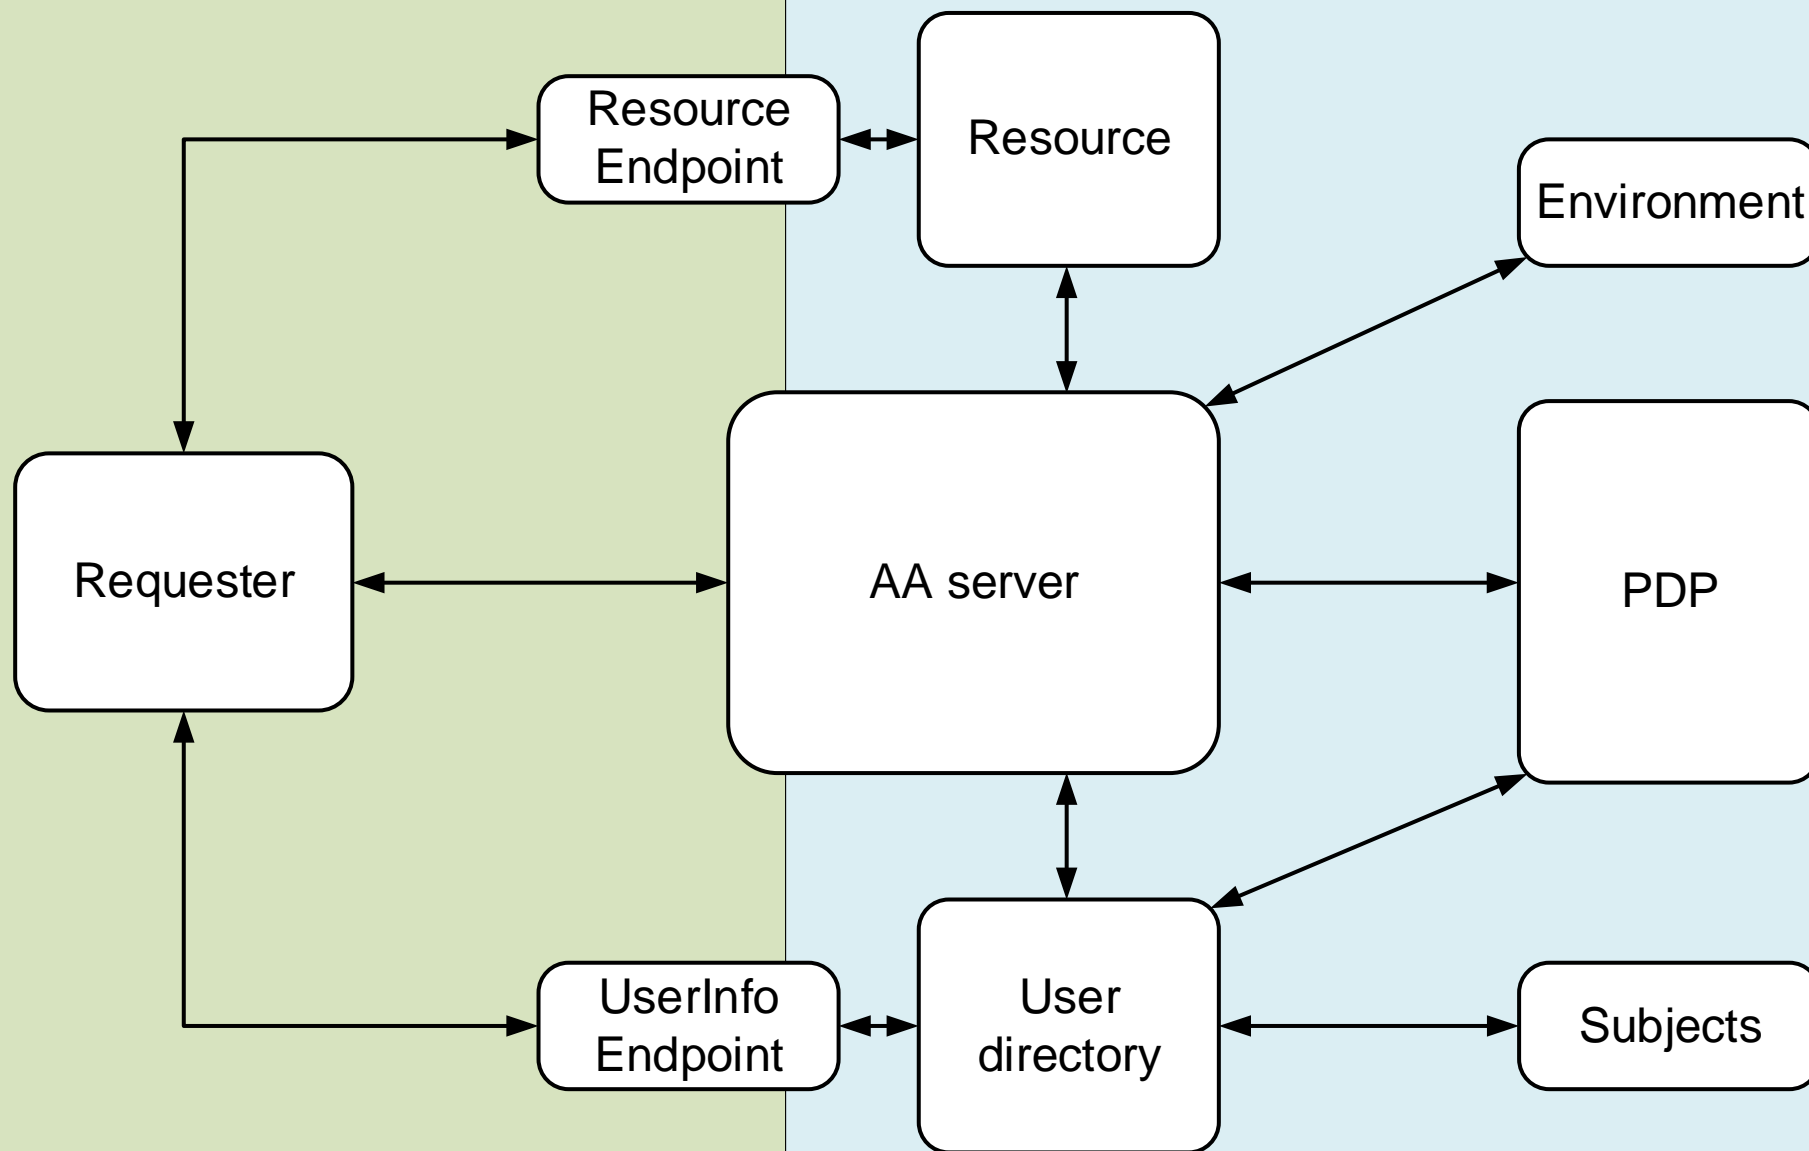 Resource
Endpoint
Resource
Environment
Requester
AA server
PDP
UserInfo
Endpoint
User
directory
Subjects